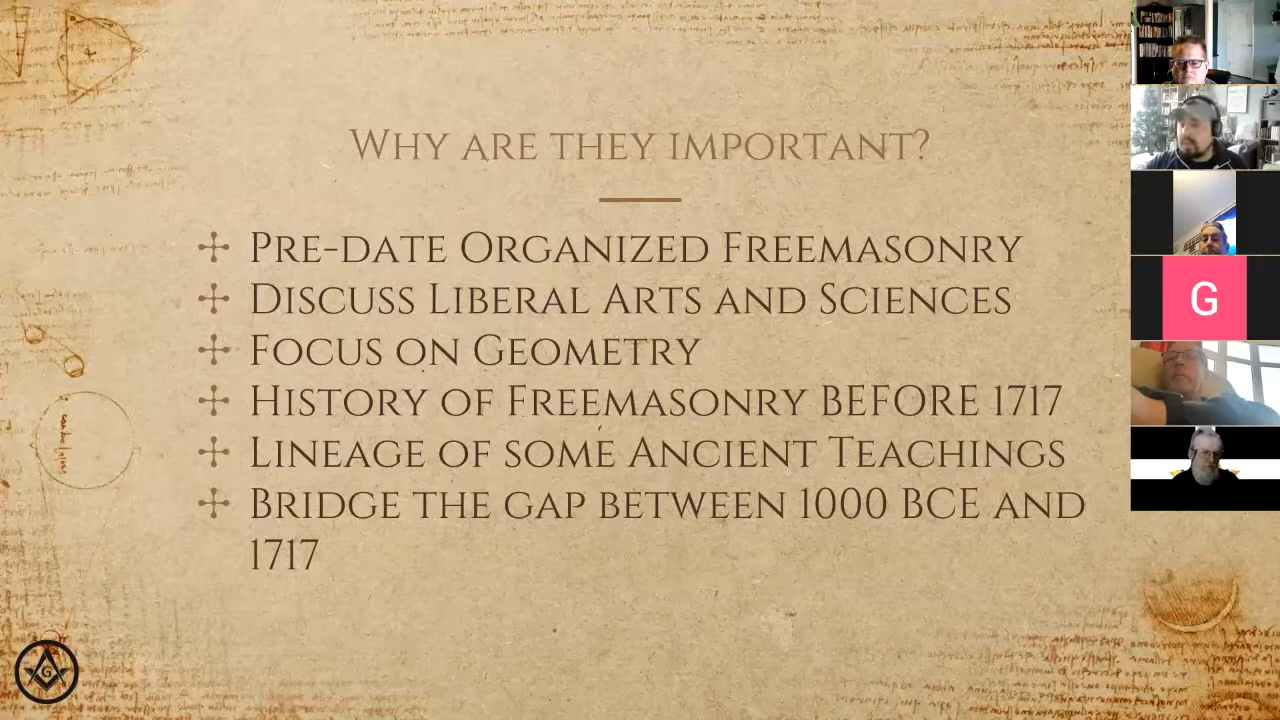 Why are they important?
✢ Pre-date Organized Freemasonry
✢ Discuss Liberal Arts and Sciences
✢ Focus on Geometry
✢ History of Freemasonry BEFORE 1717
✢ Lineage of some Ancient Teachings
✢ Bridge the gap between 1000 BCE and
1717
G
G